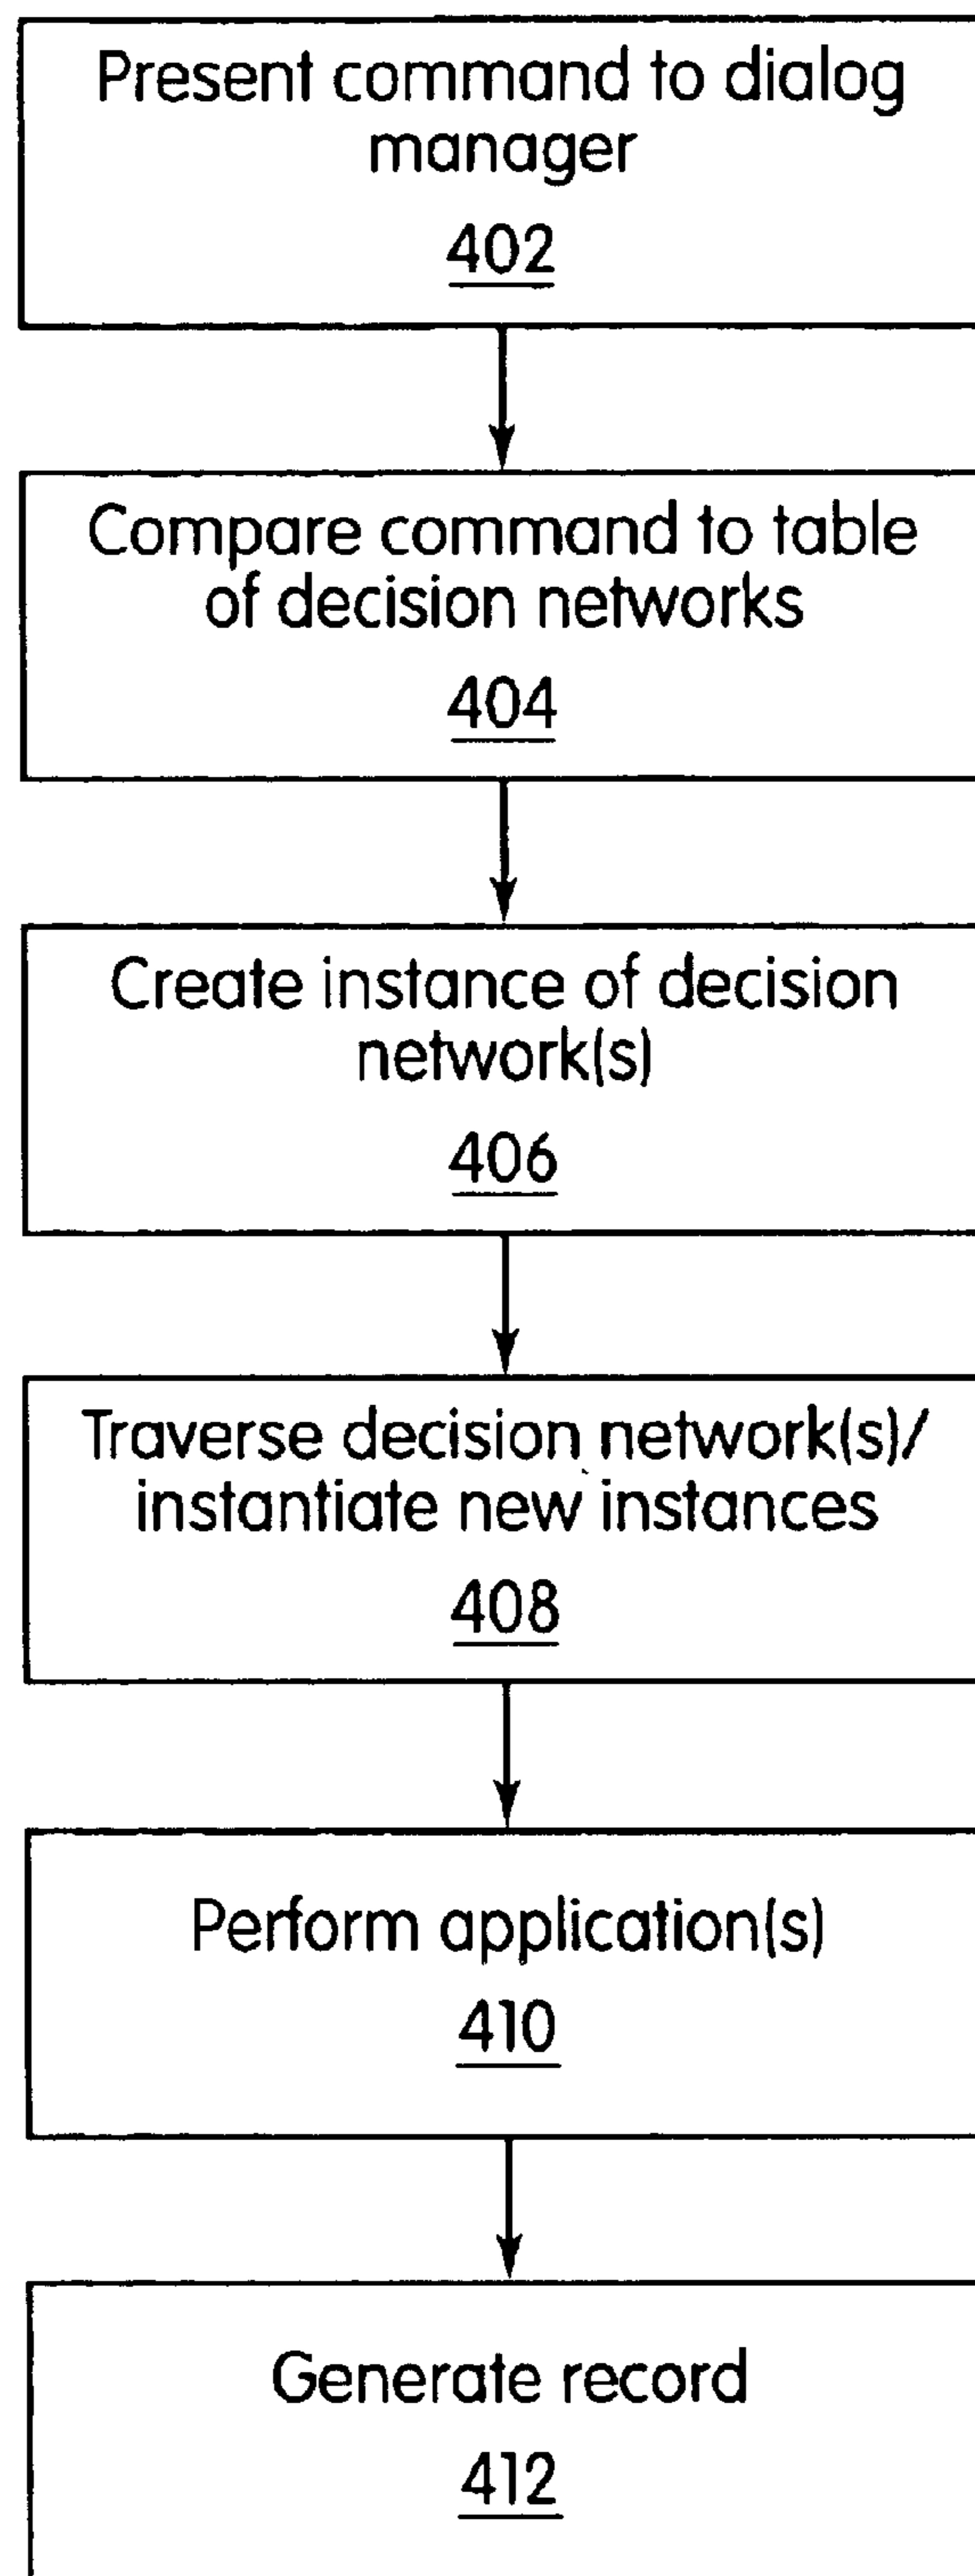 Present command to dialog
manager
402
Compare command to table
of decision networks
404
Create instance of decision
network(s)
406
Traverse decision network(s)/
instantiate new instances
408
Perform application(s)
410
Generate record
412